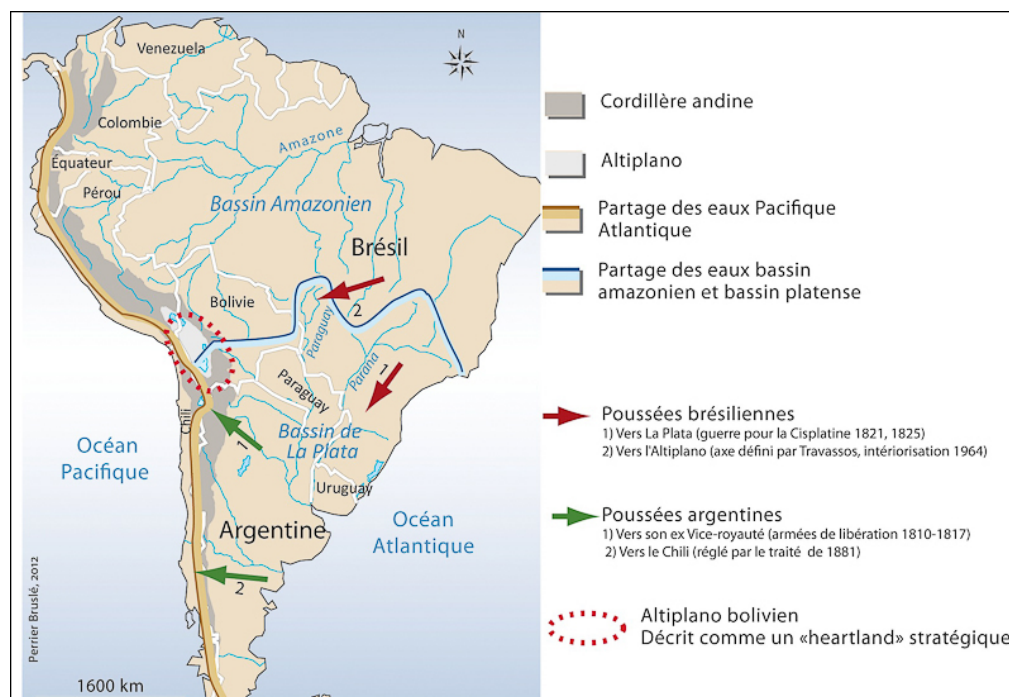 Venezuela
N
Colombie
Amazone
Équateur
Pérou
Bassin Amazonien
Brésil
Bolivie
2
Paraguay
Parana
1
Paraguay
Chili
1
Bassin de
La Plata
Océan
Pacifique
Uruguay
Argentine
Océan
Atlantique
2
Perrier Bruslé, 2012
1600 km
Cordillère andine
Altiplano
Partage des eaux Pacifique
Atlantique
Partage des eaux bassin
amazonien et bassin platense
Poussées brésiliennes
1) Vers La Plata (guerre pour la Cisplatine 1821, 1825)
2) Vers l'Altiplano (axe défini par Travassos, intériorisation 1964)
Poussées argentines
1) Vers son ex Vice-royauté (armées de libération 1810-1817)
2) Vers le Chili (réglé par le traité de 1881)
Altiplano bolivien
Décrit comme un «heartland» stratégique